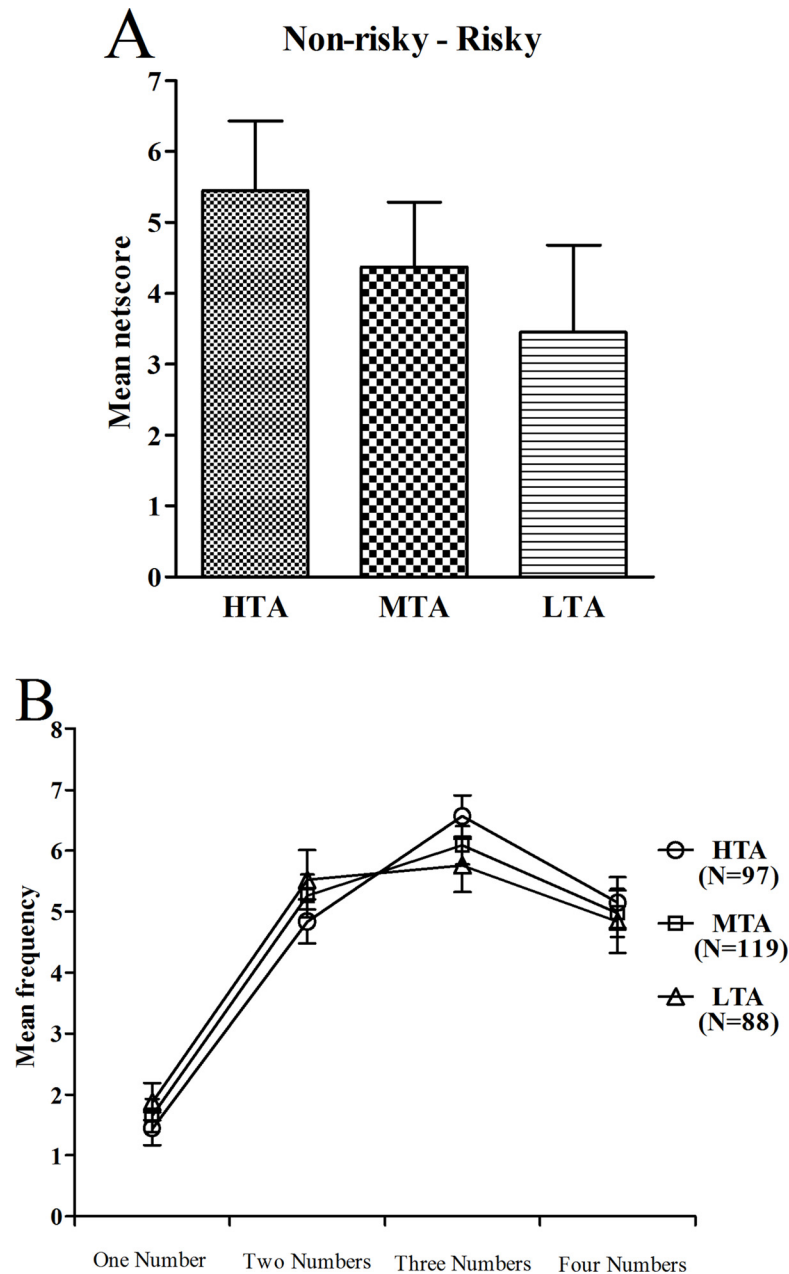 A
Non-risky - Risky
7
6
5
4
3
2
1
0
Mean netscore
HTA MTA LTA
B
8
7
6
5
4
3
2
1
0
Mean frequency
HTA
(N=97)
MTA
(N=119)
LTA
(N=88)
One Number Two Numbers Three Numbers Four Numbers